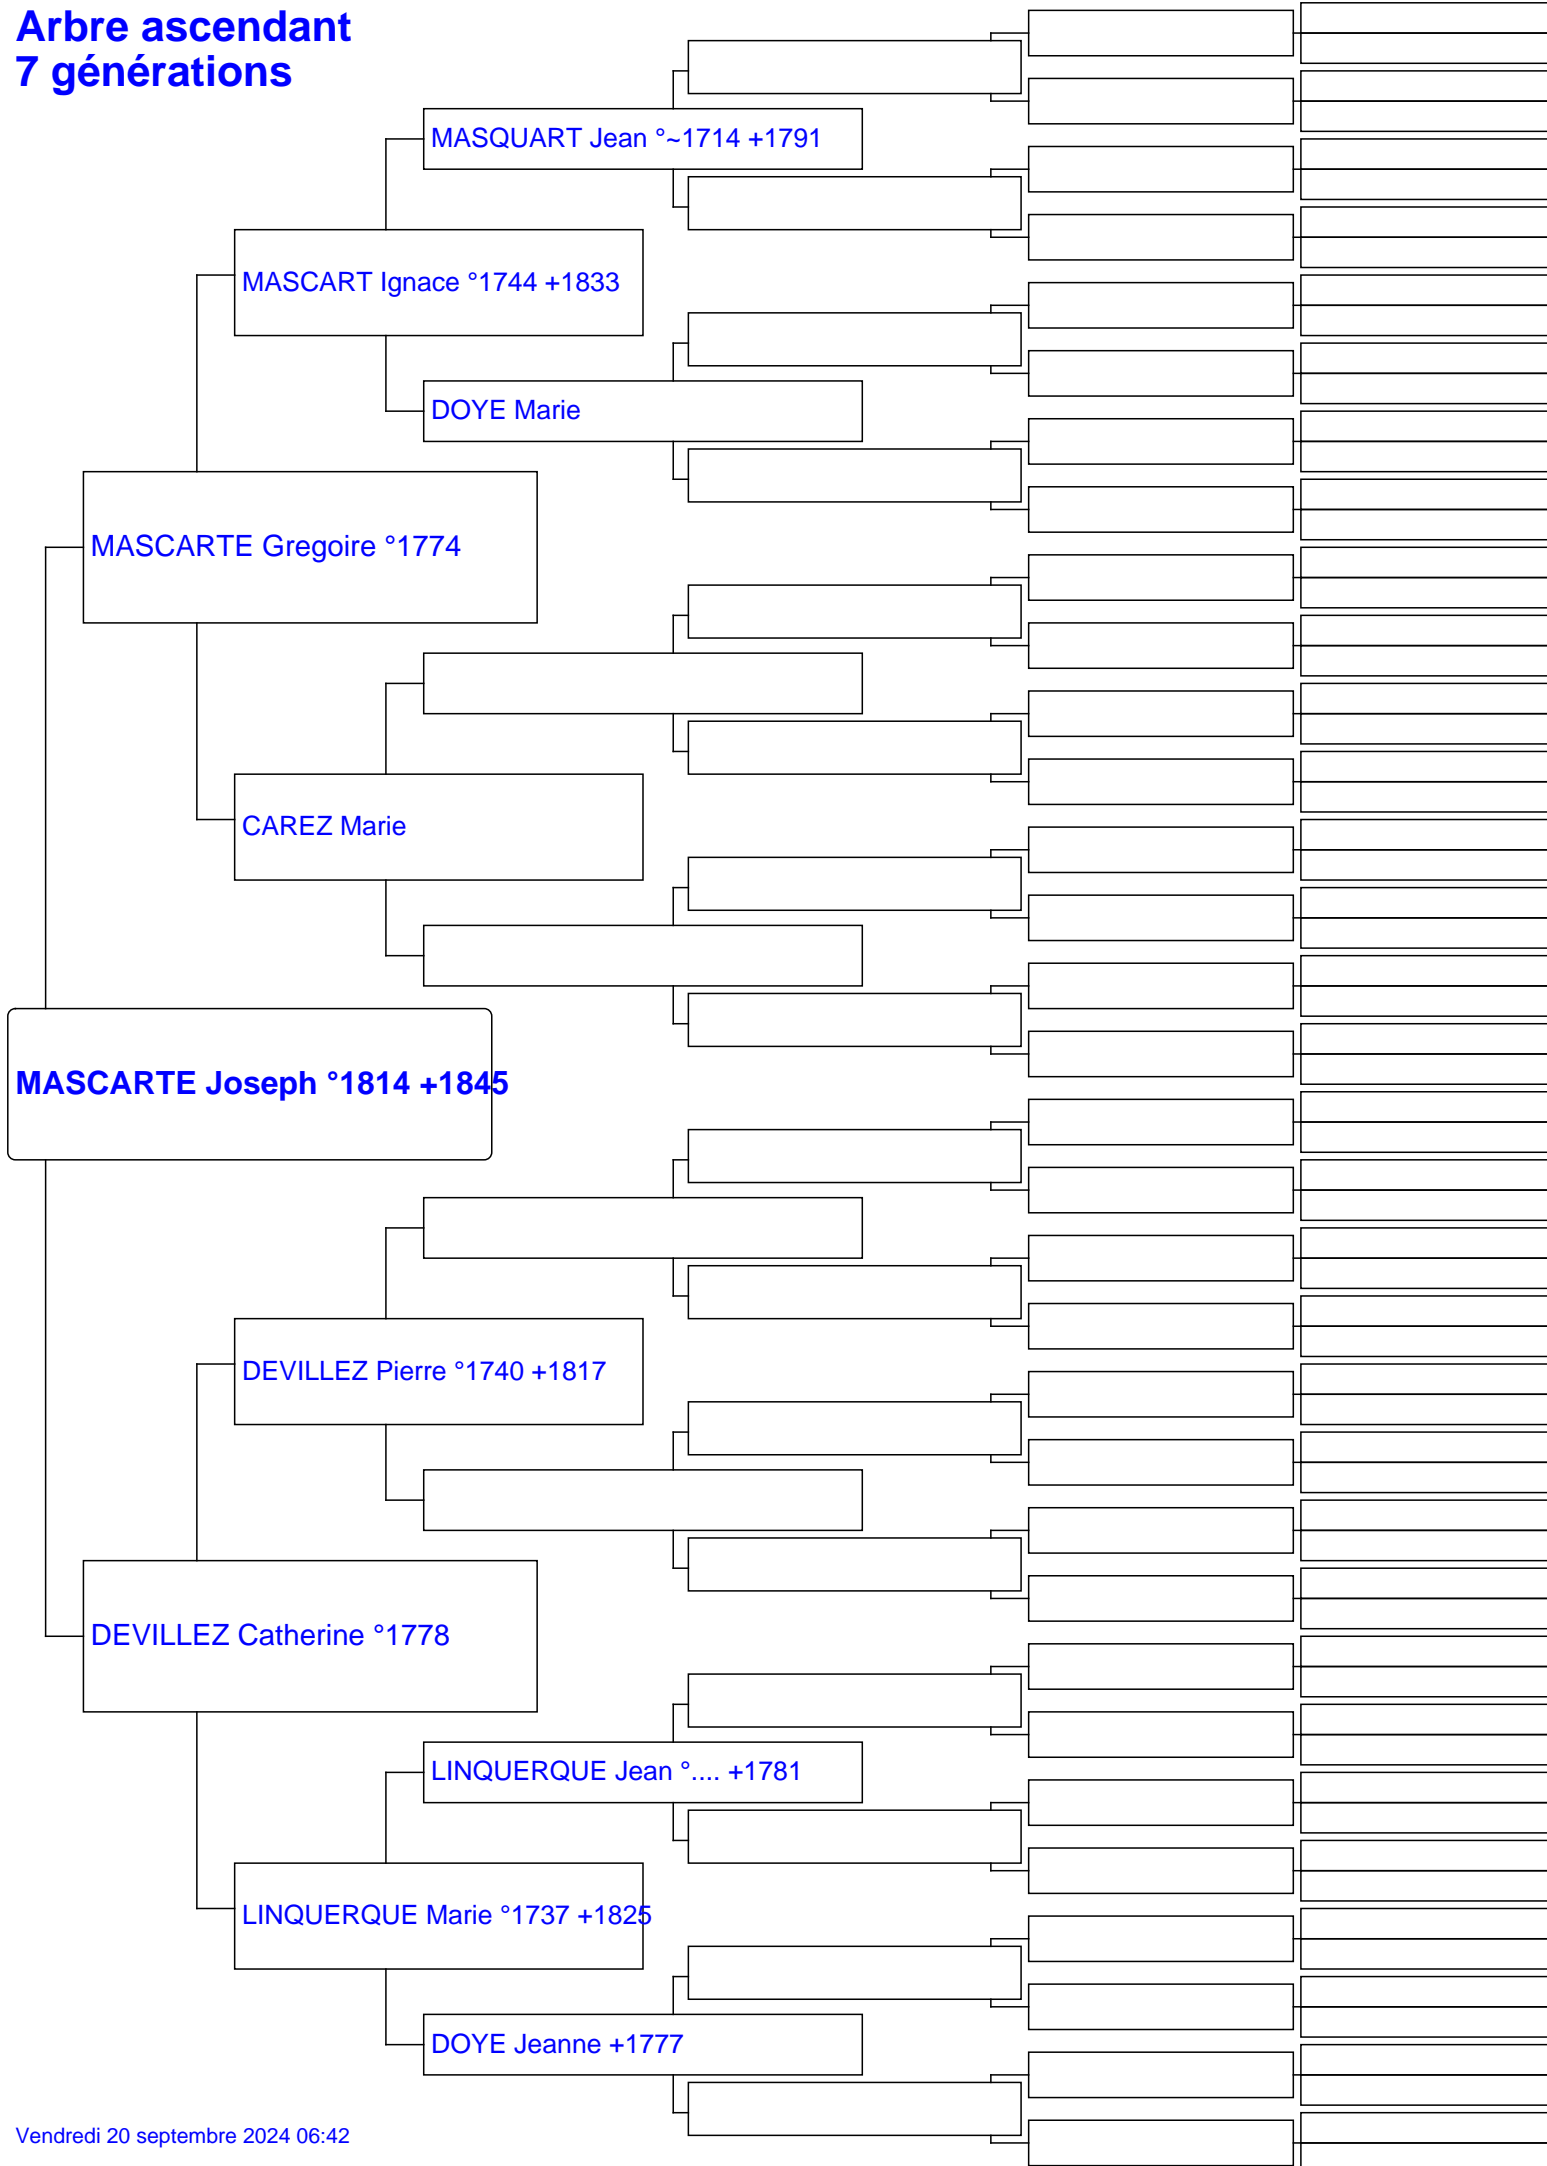 Arbre ascendant
7 générations
MASQUART Jean °~1714 +1791
MASCART Ignace °1744 +1833
DOYE Marie
MASCARTE Gregoire °1774
CAREZ Marie
MASCARTE Joseph °1814 +1845
DEVILLEZ Pierre °1740 +1817
DEVILLEZ Catherine °1778
LINQUERQUE Jean °.... +1781
LINQUERQUE Marie °1737 +1825
DOYE Jeanne +1777
Vendredi 20 septembre 2024 06:42